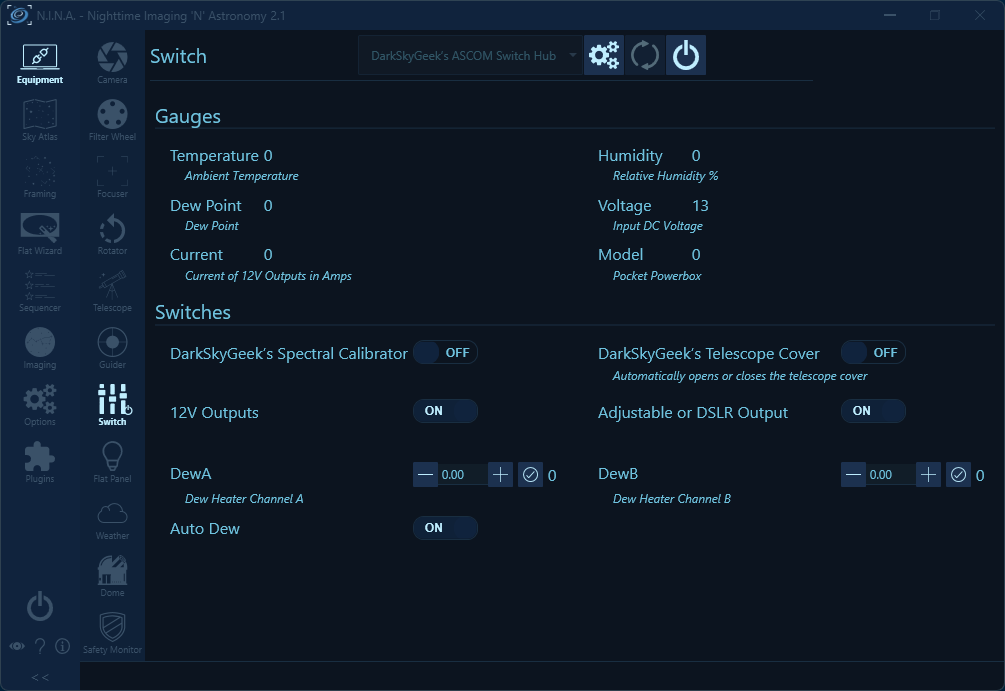 N.I.N.A. - Nighttime Imaging 'N' Astronomy 2.1
Equipment
Sky Atlas
Framing
Flat Wizard
Sequencer
Imaging
Options
Plugins
<<
Camera
Filter Wheel
Focuser
Rotator
Telescope
Guider
Switch
Flat Panel
Weather
Dome
Safety Monitor
Switch
DarkSkyGeek's ASCOM Switch Hub
Gauges
Temperature 0
Ambient Temperature
Humidity 0
Relative Humidity %
Dew Point 0
Dew Point
Voltage 13
Input DC Voltage
Current 0
Current of 12V Outputs in Amps
Model 0
Pocket Powerbox
Switches
DarkSkyGeek's Spectral Calibrator OFF
DarkSkyGeek's Telescope Cover OFF
Automatically opens or closes the telescope cover
12V Outputs ON
Adjustable or DSLR Output ON
DewA 0.00 0
Dew Heater Channel A
DewB 0.00 0
Dew Heater Channel B
Auto Dew ON